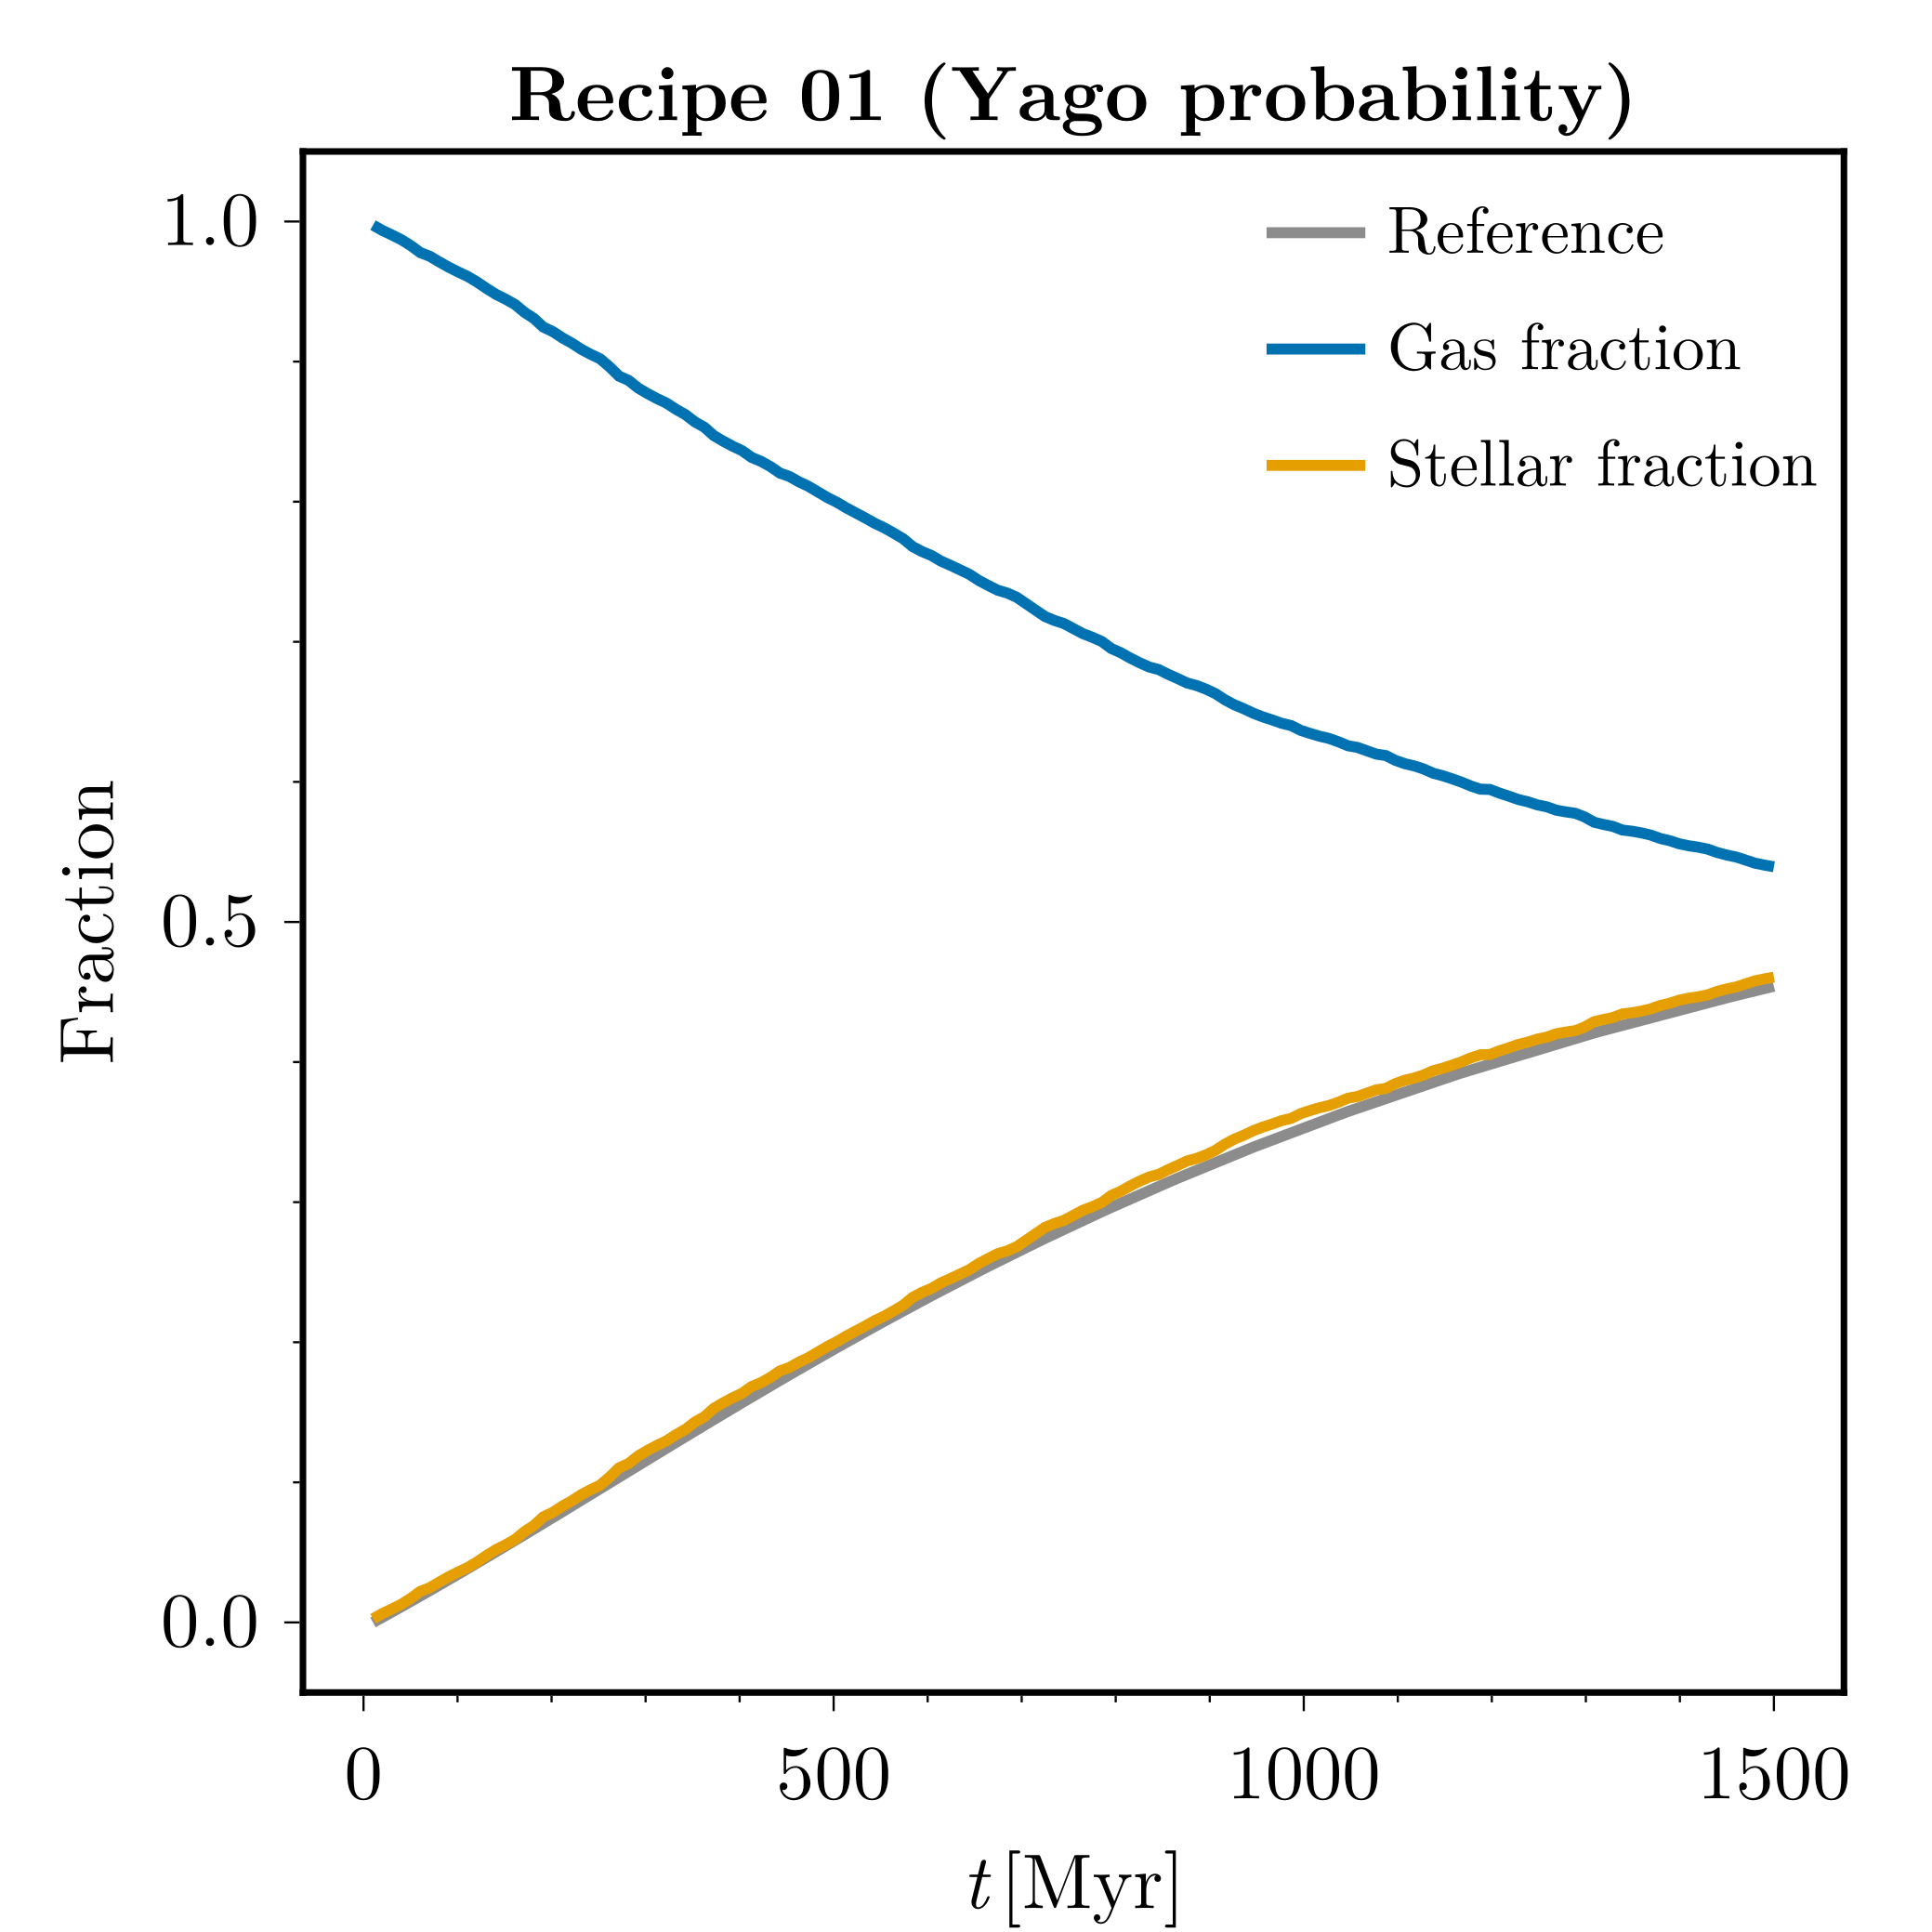 Recipe 01 (Yago probability)
Reference
Gas fraction
Stellar fraction
1.0
0.5
0.0
Fraction
0 500 1000 1500
t [Myr]